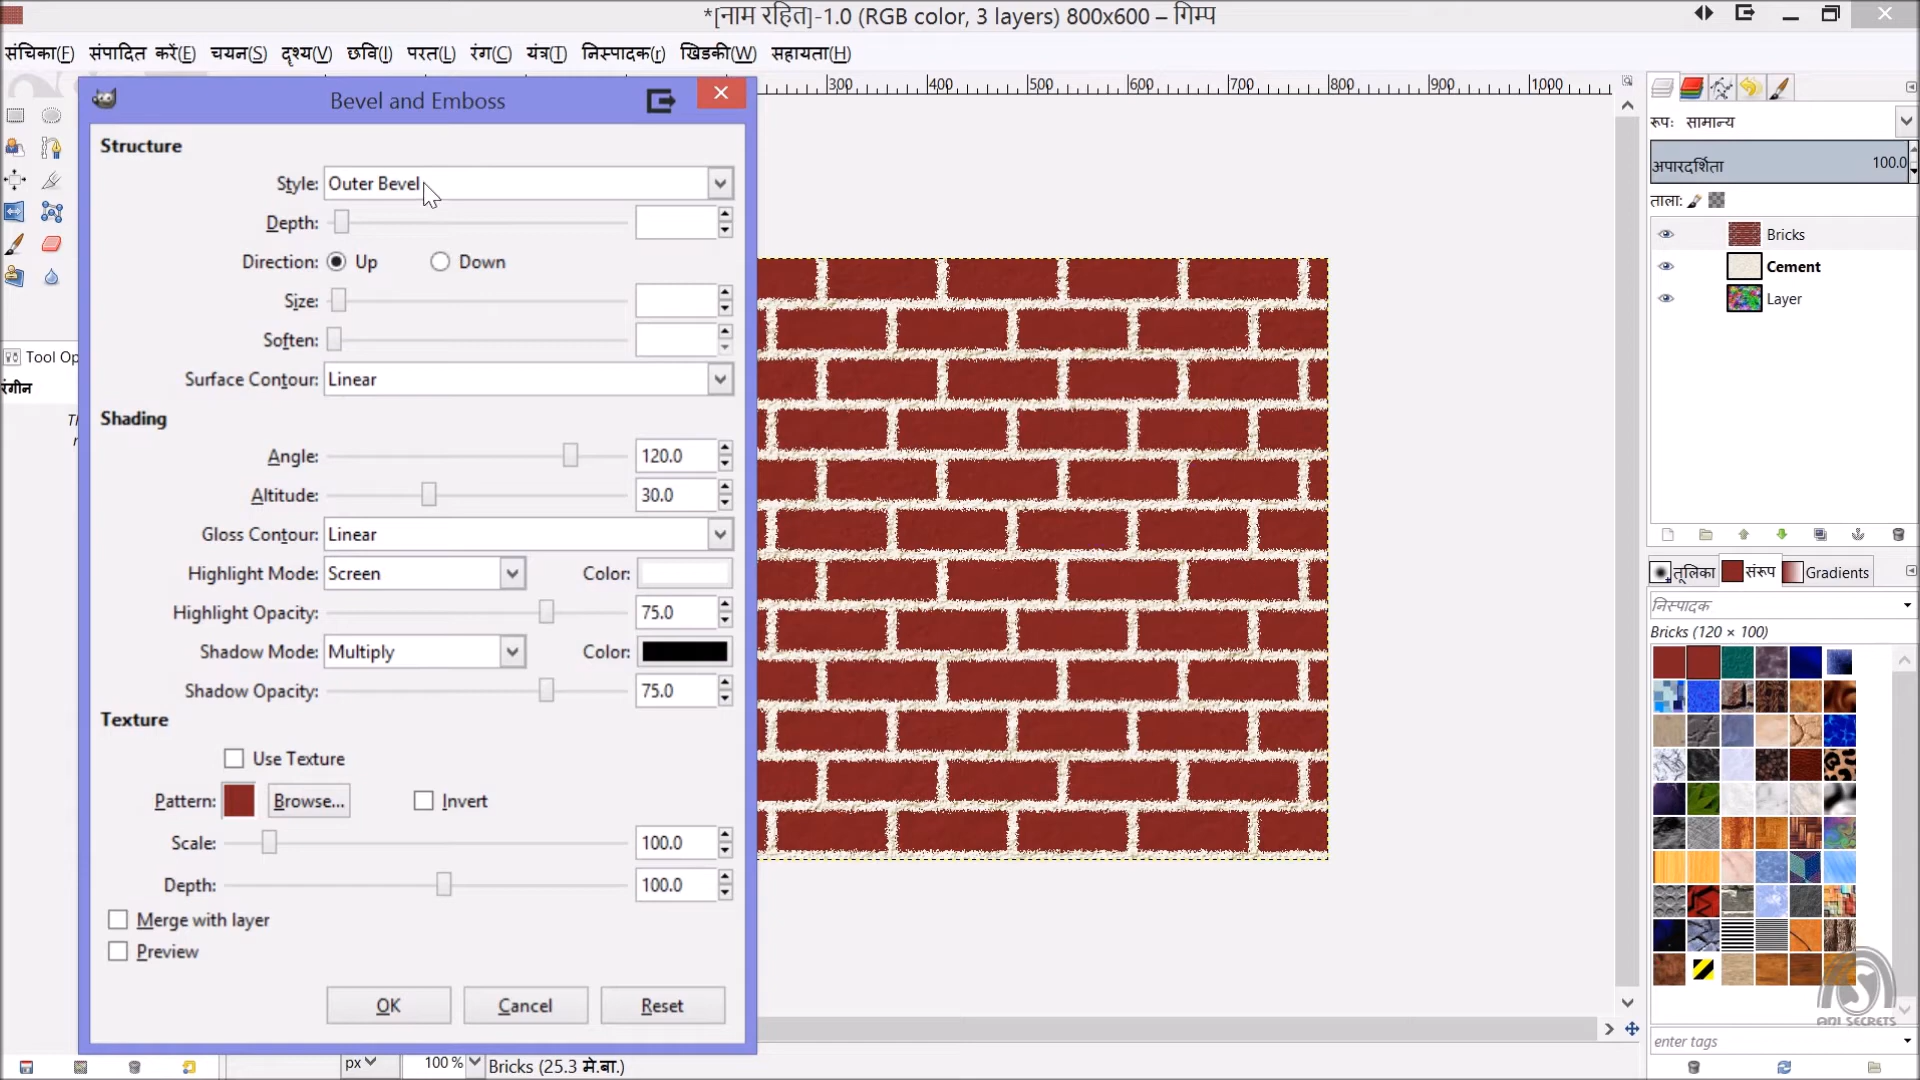 *[नाम रहित]-1.0 (RGB color, 3 layers) 800x600 – गिम्प
संचिका(F) संपादित करें(E) चयन(S) दृश्य(V) छवि(I) परत(L) रंग(C) यंत्र(T) निस्पादक(r) खिडकी(W) सहायता(H)
300 400 500 600 700 800 900 1000
Bevel and Emboss
Structure
Style: Outer Bevel
Depth:
Direction: Up Down
Size:
Soften:
Surface Contour: Linear
Shading
Angle: 120.0
Altitude: 30.0
Gloss Contour: Linear
Highlight Mode: Screen Color:
Highlight Opacity: 75.0
Shadow Mode: Multiply Color:
Shadow Opacity: 75.0
Texture
Use Texture
Pattern: Browse... Invert
Scale: 100.0
Depth: 100.0
Merge with layer
Preview
OK Cancel Reset
Tool Op
रंगीन
px 100 % Bricks (25.3 मे.बा.)
रूप: सामान्य
अपारदर्शिता 100.0
ताला:
Bricks
Cement
Layer
तूलिका संरूप Gradients
निस्पादक
Bricks (120 × 100)
ADI SECRETS
enter tags